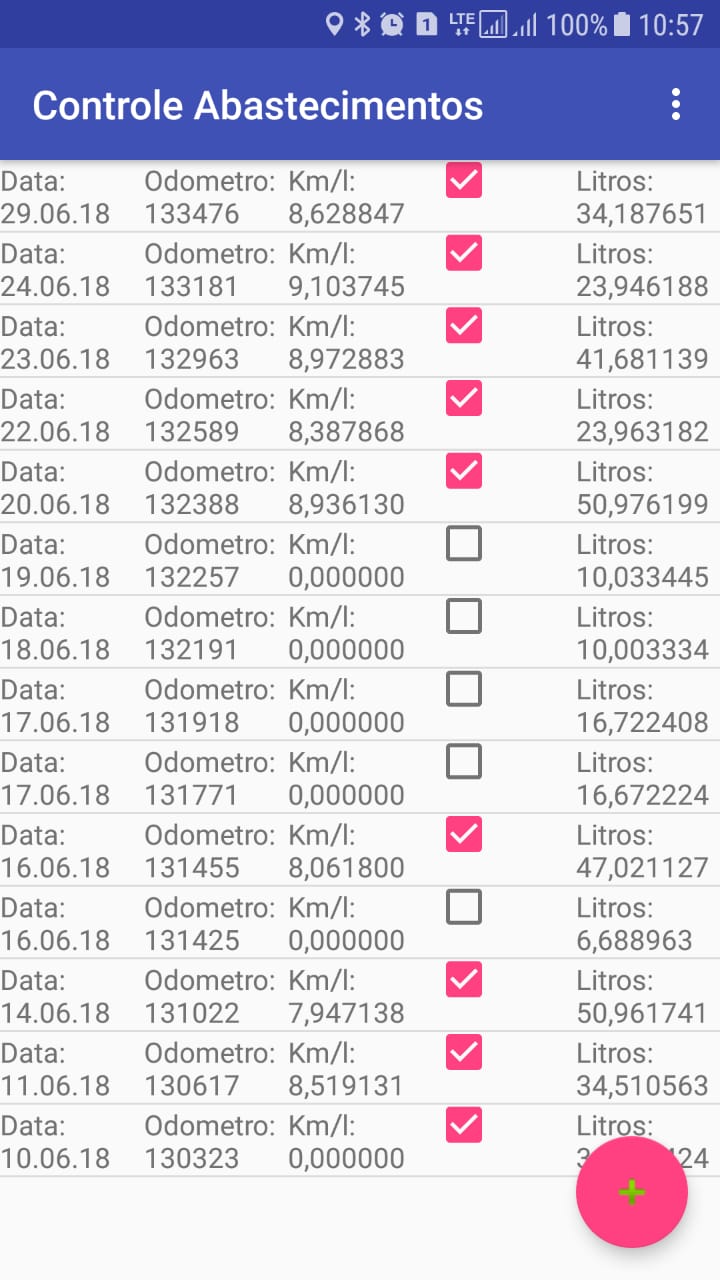 1 LTE 100% 10:57
Controle Abastecimentos
Data: Odometro: Km/l: Litros:
29.06.18 133476 8,628847 34,187651
Data: Odometro: Km/l: Litros:
24.06.18 133181 9,103745 23,946188
Data: Odometro: Km/l: Litros:
23.06.18 132963 8,972883 41,681139
Data: Odometro: Km/l: Litros:
22.06.18 132589 8,387868 23,963182
Data: Odometro: Km/l: Litros:
20.06.18 132388 8,936130 50,976199
Data: Odometro: Km/l: Litros:
19.06.18 132257 0,000000 10,033445
Data: Odometro: Km/l: Litros:
18.06.18 132191 0,000000 10,003334
Data: Odometro: Km/l: Litros:
17.06.18 131918 0,000000 16,722408
Data: Odometro: Km/l: Litros:
17.06.18 131771 0,000000 16,672224
Data: Odometro: Km/l: Litros:
16.06.18 131455 8,061800 47,021127
Data: Odometro: Km/l: Litros:
16.06.18 131425 0,000000 6,688963
Data: Odometro: Km/l: Litros:
14.06.18 131022 7,947138 50,961741
Data: Odometro: Km/l: Litros:
11.06.18 130617 8,519131 34,510563
Data: Odometro: Km/l: Litros:
10.06.18 130323 0,000000
+